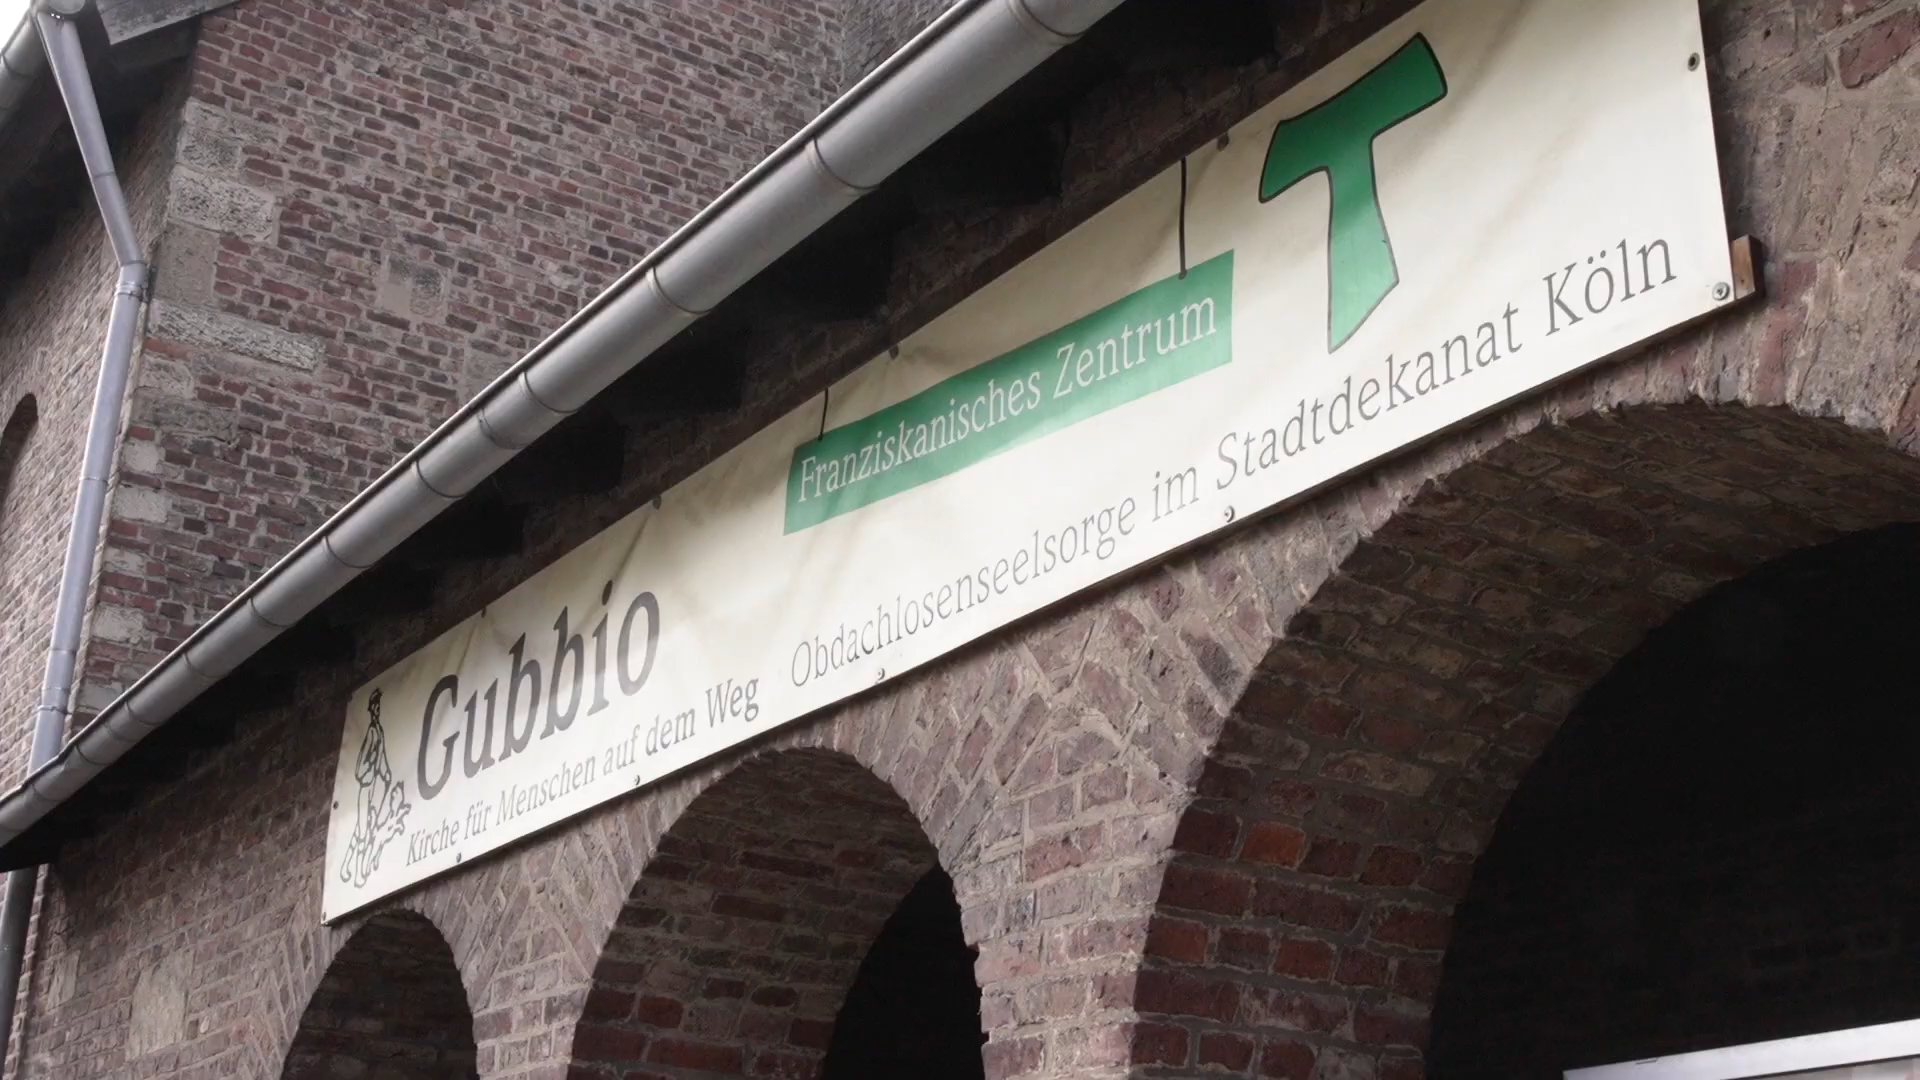 Gubbio
Kirche für Menschen auf dem Weg
Franziskanisches Zentrum
Obdachlosenseelsorge im Stadtdekanat Köln